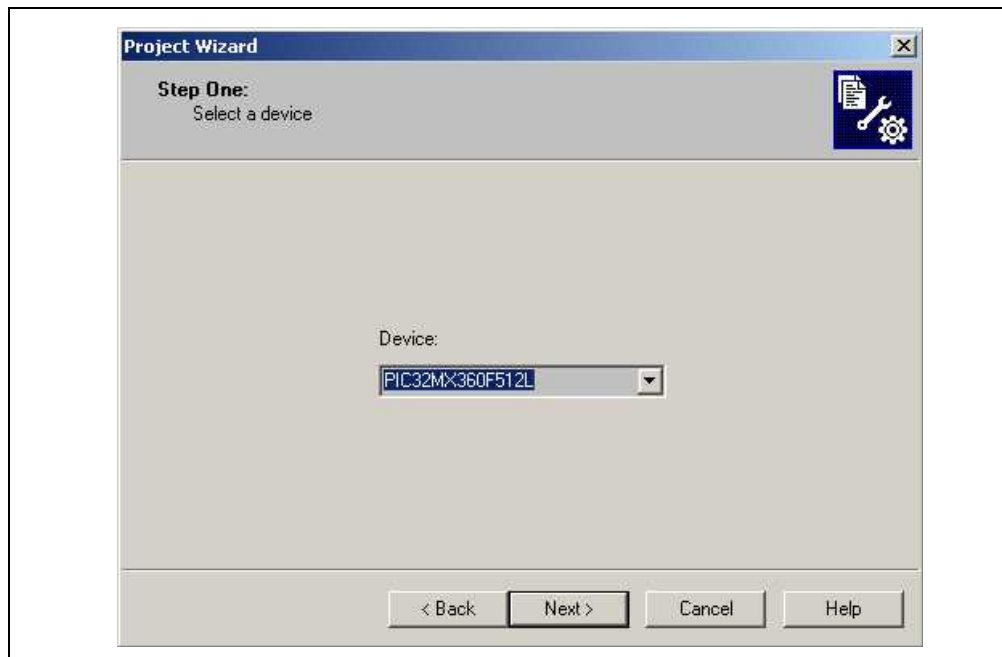 Project Wizard
Step One:
Select a device
Device:
PIC32MX360F512L
< Back Next > Cancel Help